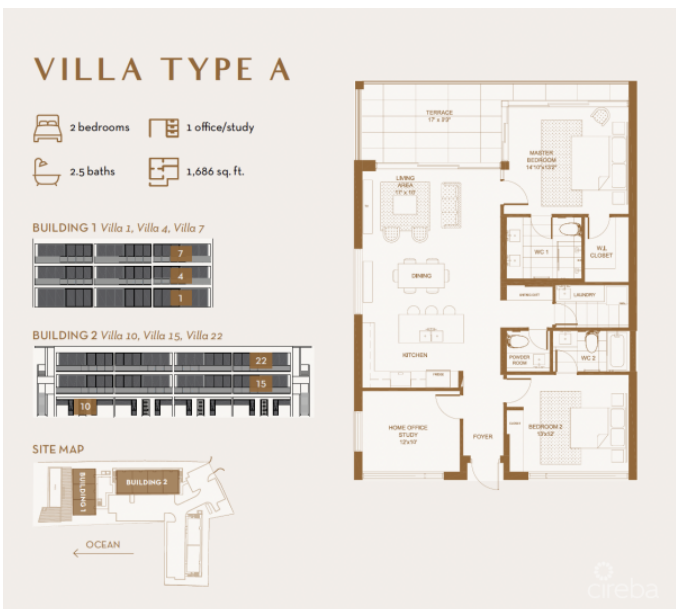 VILLA TYPE A
2 bedrooms
1 office/study
2.5 baths
1,686 sq. ft.
BUILDING 1 Villa 1, Villa 4, Villa 7
7
4
1
BUILDING 2 Villa 10, Villa 15, Villa 22
22
15
10
SITE MAP
BUILDING 1
BUILDING 2
OCEAN
TERRACE
MASTER
BEDROOM
LIVING
AREA
WC 1
W.I.
CLOSET
DINING
LAUNDRY
KITCHEN
POWDER
ROOM
WC 2
HOME OFFICE
STUDY
FOYER
BEDROOM 2
cireba